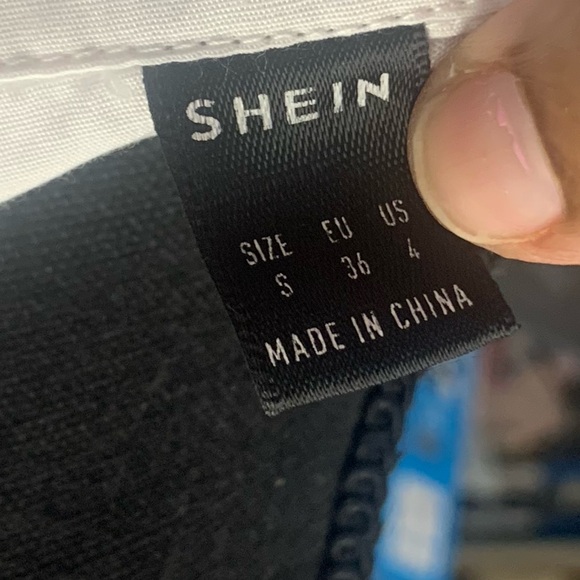 SHEIN
SIZE EU US
S 36 4
MADE IN CHINA